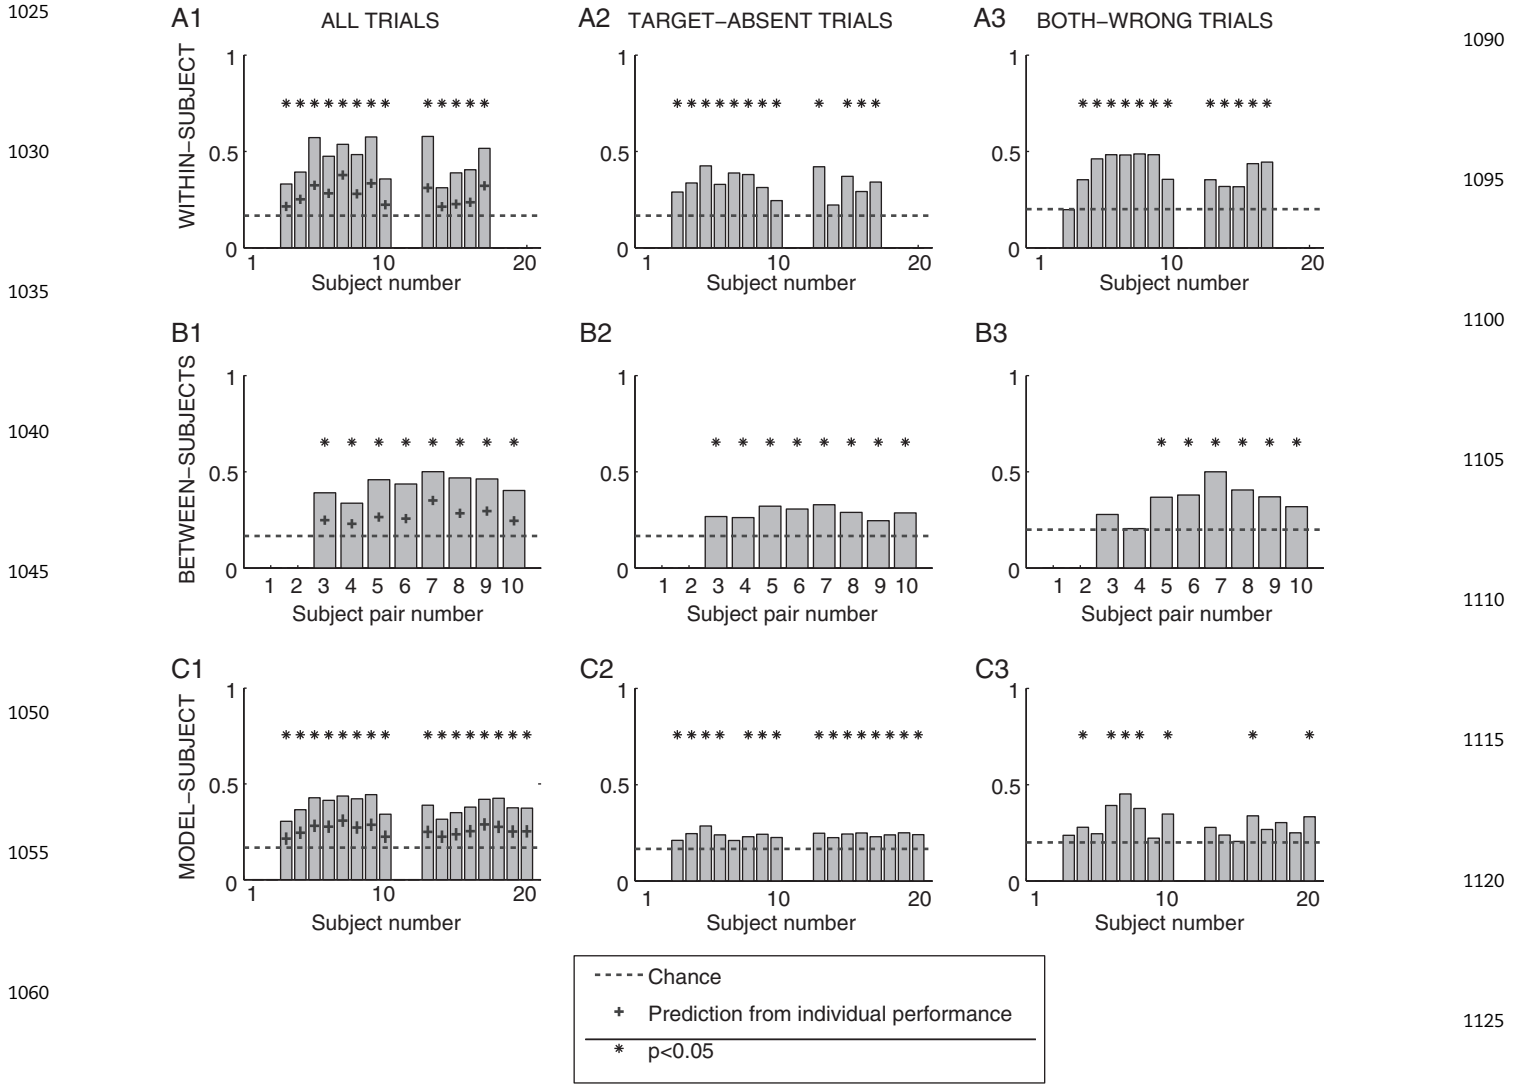 1025
1030
1035
1040
1045
1050
1055
1060
A1 ALL TRIALS
WITHIN−SUBJECT
1
0.5
0
* * * * * * * * * * * * *
1 10 20
Subject number
A2 TARGET−ABSENT TRIALS
1
0.5
0
* * * * * * * * * * * *
1 10 20
Subject number
A3 BOTH−WRONG TRIALS
1
0.5
0
* * * * * * * * * * * *
1 10 20
Subject number
B1
BETWEEN−SUBJECTS
1
0.5
0
* * * * * * * *
1 2 3 4 5 6 7 8 9 10
Subject pair number
B2
1
0.5
0
* * * * * * * *
1 2 3 4 5 6 7 8 9 10
Subject pair number
B3
1
0.5
0
* * * * * *
1 2 3 4 5 6 7 8 9 10
Subject pair number
C1
MODEL−SUBJECT
1
0.5
0
* * * * * * * * * * * * * * * *
1 10 20
Subject number
C2
1
0.5
0
* * * * * * * * * * * * * * *
1 10 20
Subject number
C3
1
0.5
0
* * * * * * *
1 10 20
Subject number
Chance
+ Prediction from individual performance
* p<0.05
1090
1095
1100
1105
1110
1115
1120
1125